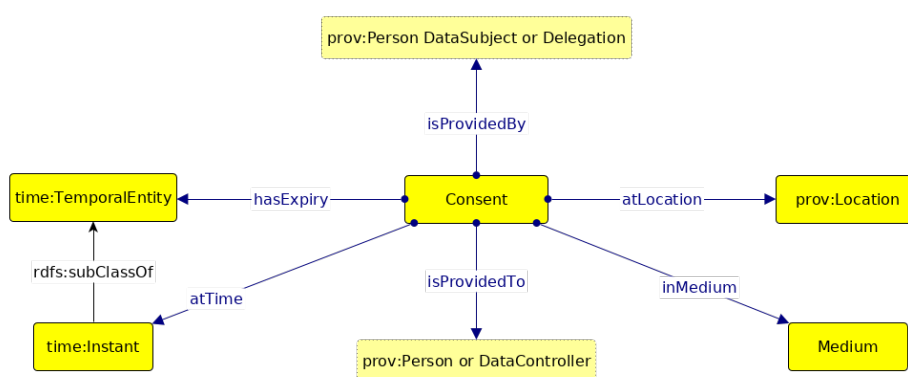 prov:Person DataSubject or Delegation
isProvidedBy
time:TemporalEntity
hasExpiry
Consent
atLocation
prov:Location
rdfs:subClassOf
isProvidedTo
inMedium
atTime
time:Instant
prov:Person or DataController
Medium